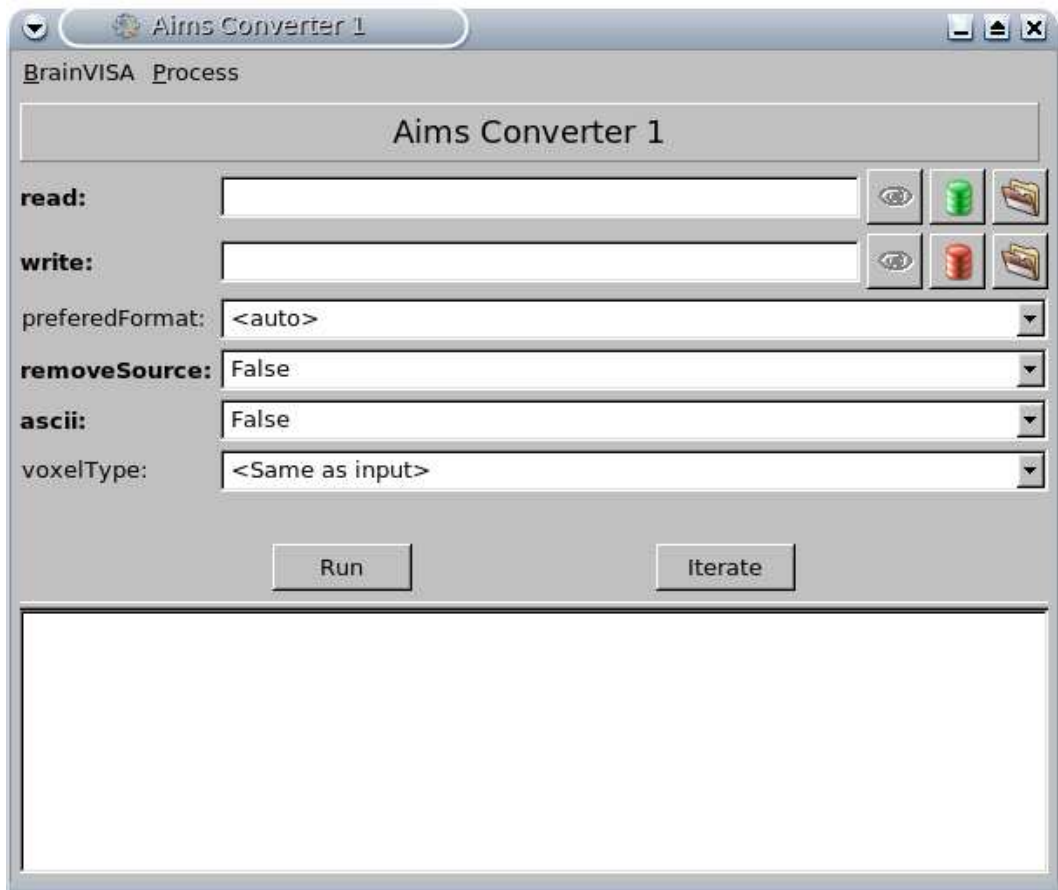 Aims Converter 1
BrainVISA Process
Aims Converter 1
read:
write:
preferedFormat: <auto>
removeSource: False
ascii: False
voxelType: <Same as input>
Run Iterate